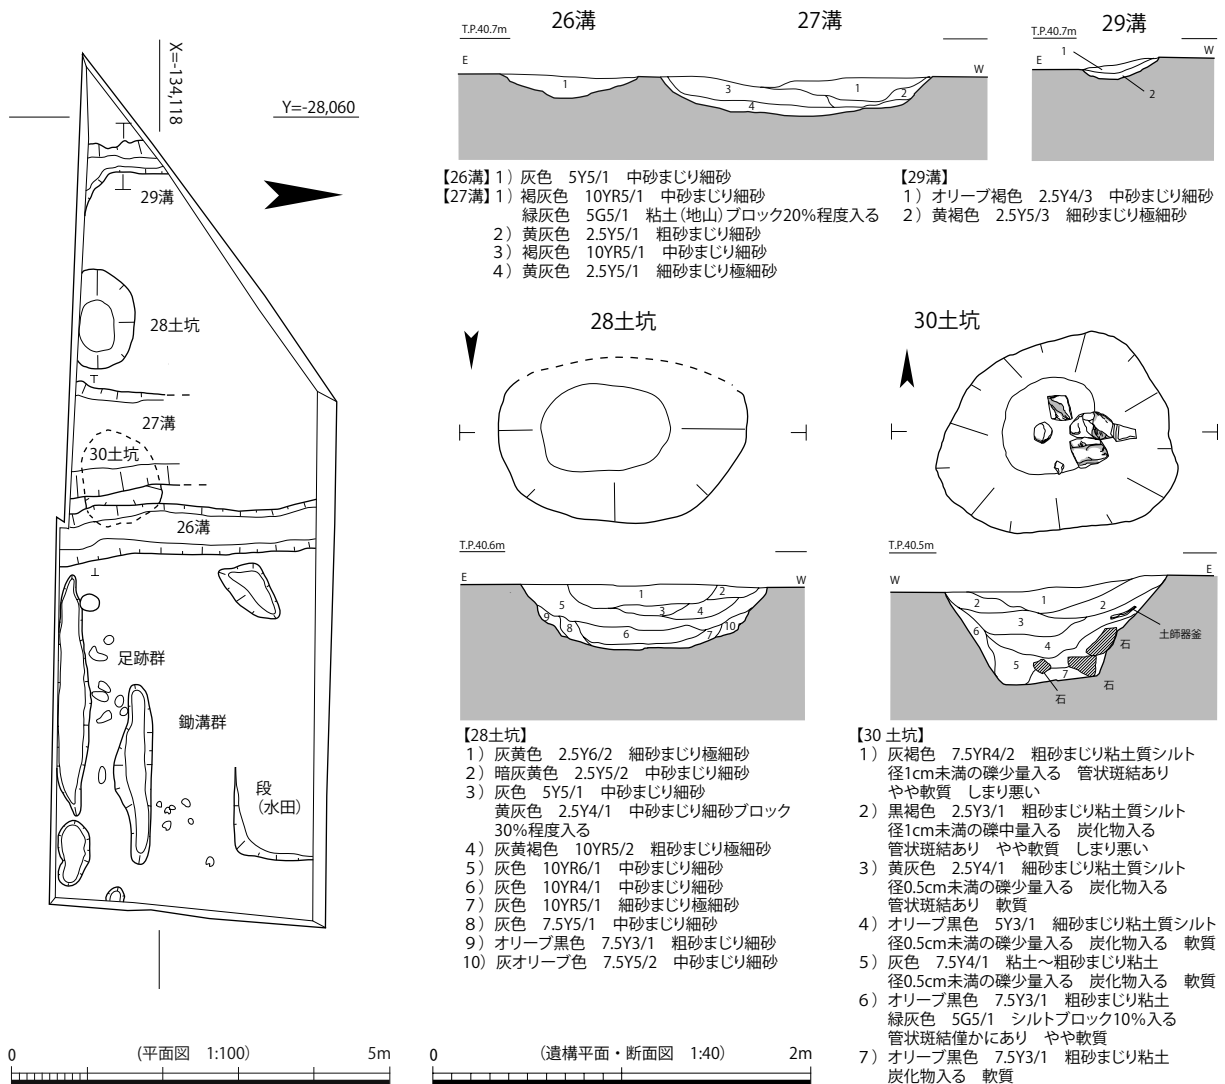 X=-134,118
Y=-28,060
29溝
28土坑
27溝
30土坑
26溝
足跡群
鋤溝群
段
（水田）
0 （平面図　1:100） 5m
26溝
27溝
T.P.40.7m
E
W
1
3
1
2
4
29溝
T.P.40.7m
E
W
1
2
【26溝】1）灰色　5Y5/1　中砂まじり細砂
【27溝】1）褐灰色　10YR5/1　中砂まじり細砂
緑灰色　5G5/1　粘土（地山）ブロック20%程度入る
2）黄灰色　2.5Y5/1　粗砂まじり細砂
3）褐灰色　10YR5/1　中砂まじり細砂
4）黄灰色　2.5Y5/1　細砂まじり極細砂
【29溝】
1）オリーブ褐色　2.5Y4/3　中砂まじり細砂
2）黄褐色　2.5Y5/3　細砂まじり極細砂
28土坑
T.P.40.6m
E
W
1
2
5
3
4
9
8
6
7
10
【28土坑】
1）灰黄色　2.5Y6/2　細砂まじり極細砂
2）暗灰黄色　2.5Y5/2　中砂まじり細砂
3）灰色　5Y5/1　中砂まじり細砂
黄灰色　2.5Y4/1　中砂まじり細砂ブロック
30%程度入る
4）灰黄褐色　10YR5/2　粗砂まじり極細砂
5）灰色　10YR6/1　中砂まじり細砂
6）灰色　10YR4/1　中砂まじり細砂
7）灰色　10YR5/1　細砂まじり極細砂
8）灰色　7.5Y5/1　中砂まじり細砂
9）オリーブ黒色　7.5Y3/1　粗砂まじり細砂
10）灰オリーブ色　7.5Y5/2　中砂まじり細砂
30土坑
T.P.40.5m
W
E
2
1
2
6
3
4
5
7
土師器釜
石
石
石
【30 土坑】
1）灰褐色　7.5YR4/2　粗砂まじり粘土質シルト
径1cm未満の礫少量入る　管状斑結あり
やや軟質　しまり悪い
2）黒褐色　2.5Y3/1　粗砂まじり粘土質シルト
径1cm未満の礫中量入る　炭化物入る
管状斑結あり　やや軟質　しまり悪い
3）黄灰色　2.5Y4/1　細砂まじり粘土質シルト
径0.5cm未満の礫少量入る　炭化物入る
管状斑結あり　軟質
4）オリーブ黒色　5Y3/1　細砂まじり粘土質シルト
径0.5cm未満の礫少量入る　炭化物入る　軟質
5）灰色　7.5Y4/1　粘土～粗砂まじり粘土
径0.5cm未満の礫少量入る　炭化物入る　軟質
6）オリーブ黒色　7.5Y3/1　粗砂まじり粘土
緑灰色　5G5/1　シルトブロック10%入る
管状斑結僅かにあり　やや軟質
7）オリーブ黒色　7.5Y3/1　粗砂まじり粘土
炭化物入る　軟質
0 （遺構平面・断面図　1:40） 2m